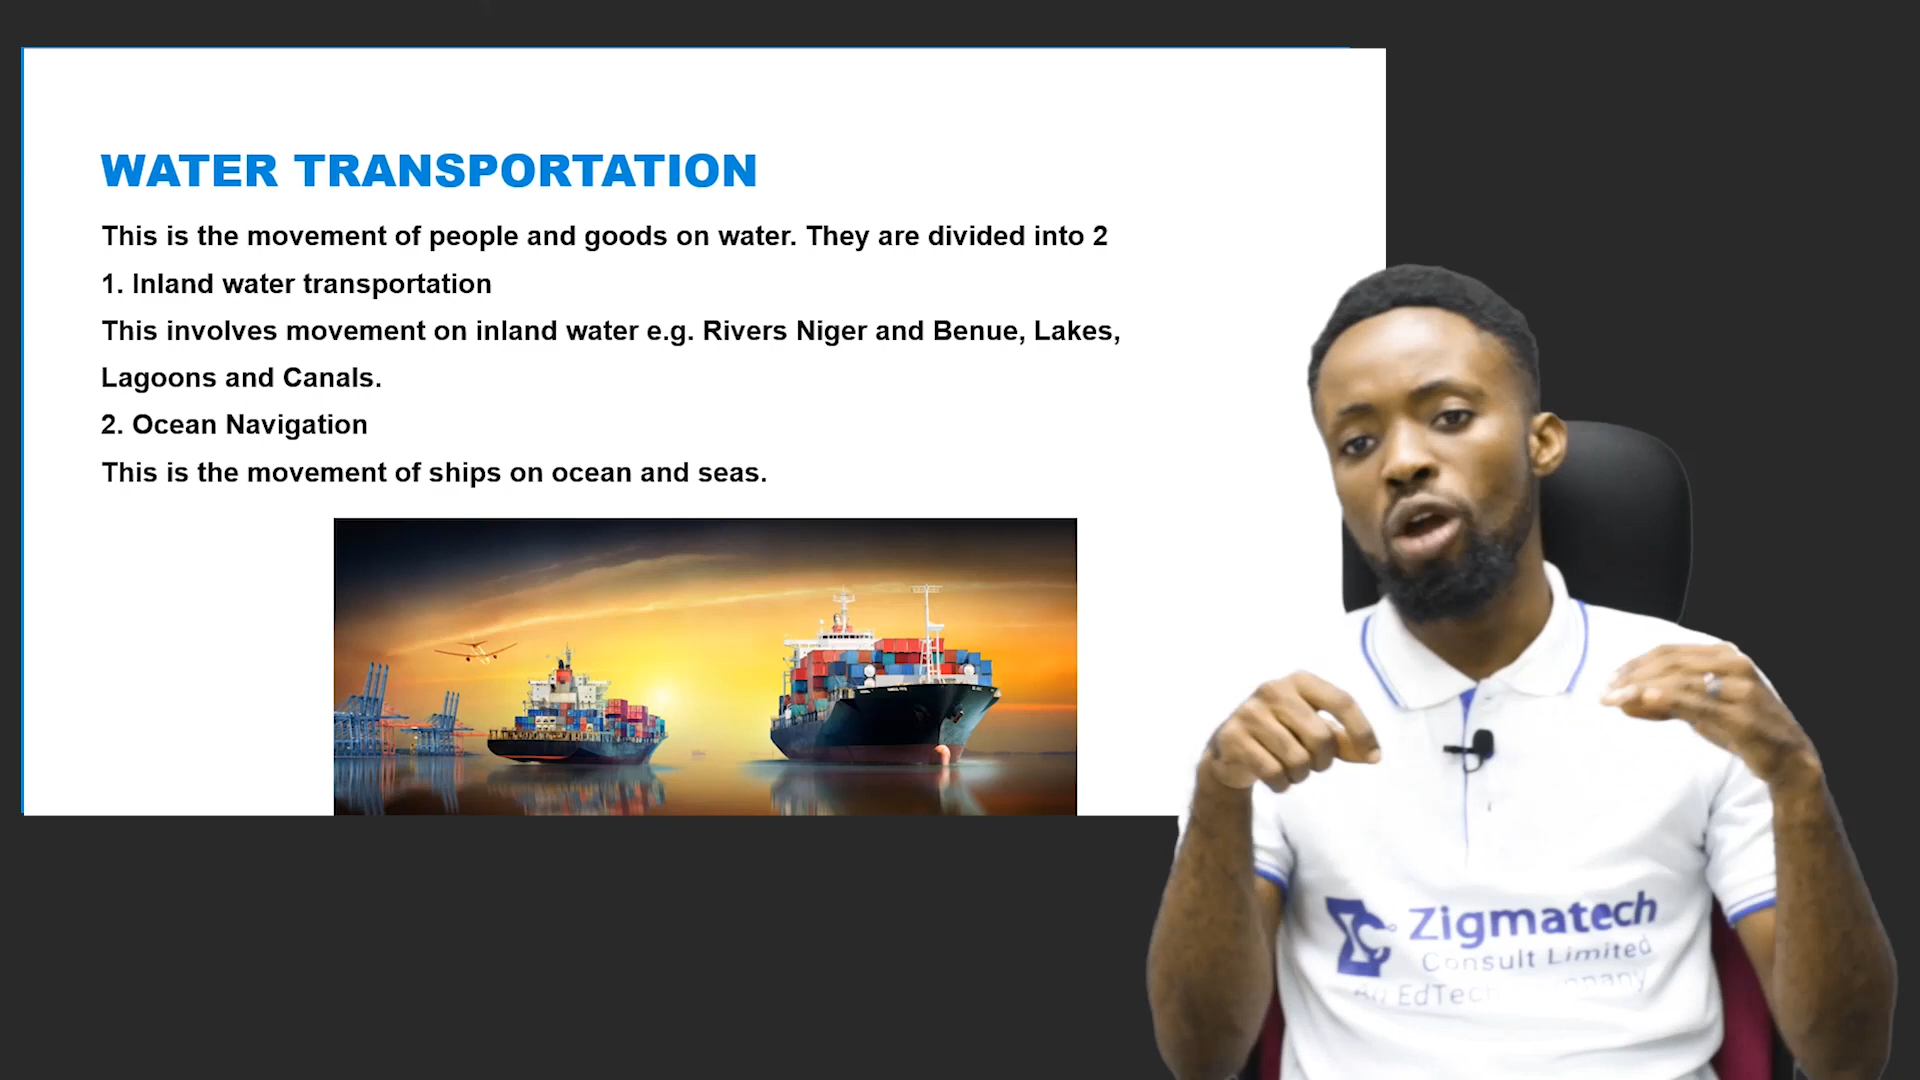 WATER TRANSPORTATION
This is the movement of people and goods on water. They are divided into 2
1. Inland water transportation
This involves movement on inland water e.g. Rivers Niger and Benue, Lakes,
Lagoons and Canals.
2. Ocean Navigation
This is the movement of ships on ocean and seas.
Zigmatech
Consult Limited
An EdTech